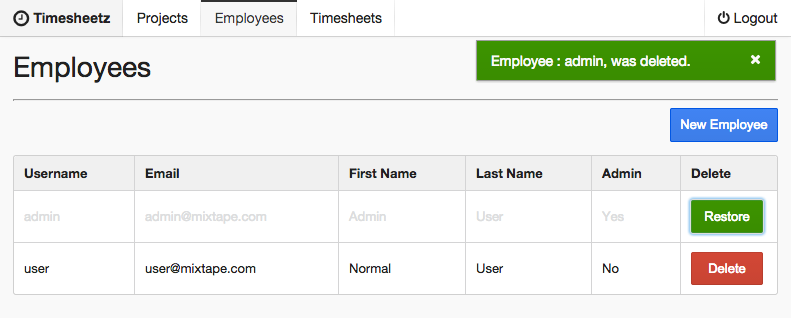 Timesheetz Projects Employees Timesheets Logout
Employee : admin, was deleted. ×
Employees
New Employee
Username Email First Name Last Name Admin Delete
admin admin@mixtape.com Admin User Yes Restore
user user@mixtape.com Normal User No Delete